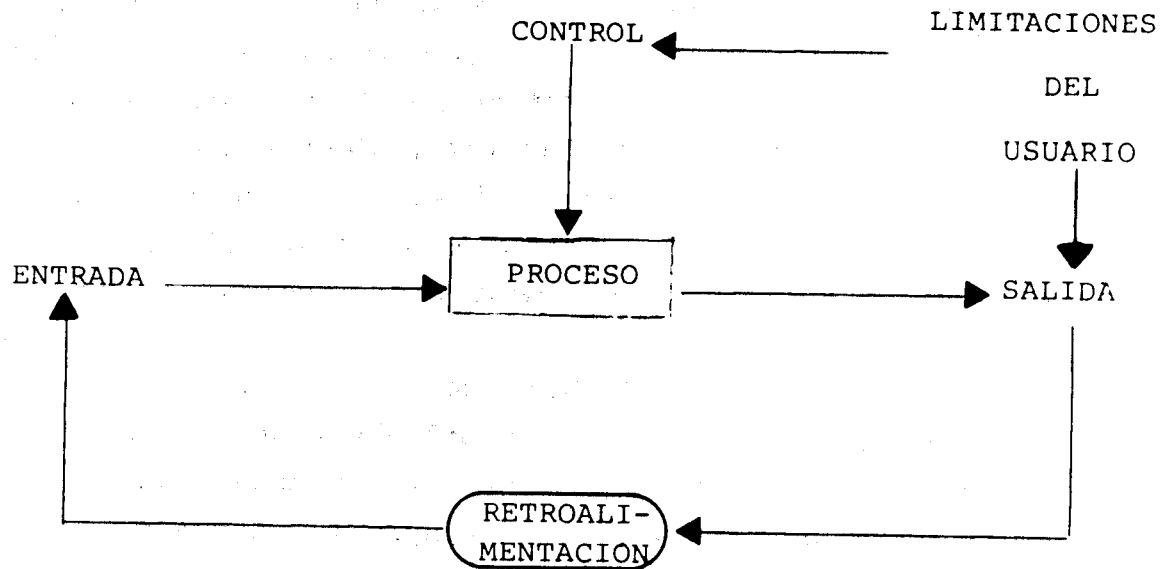 CONTROL
LIMITACIONES
DEL
USUARIO
ENTRADA
PROCESO
SALIDA
RETROALI-
MENTACION